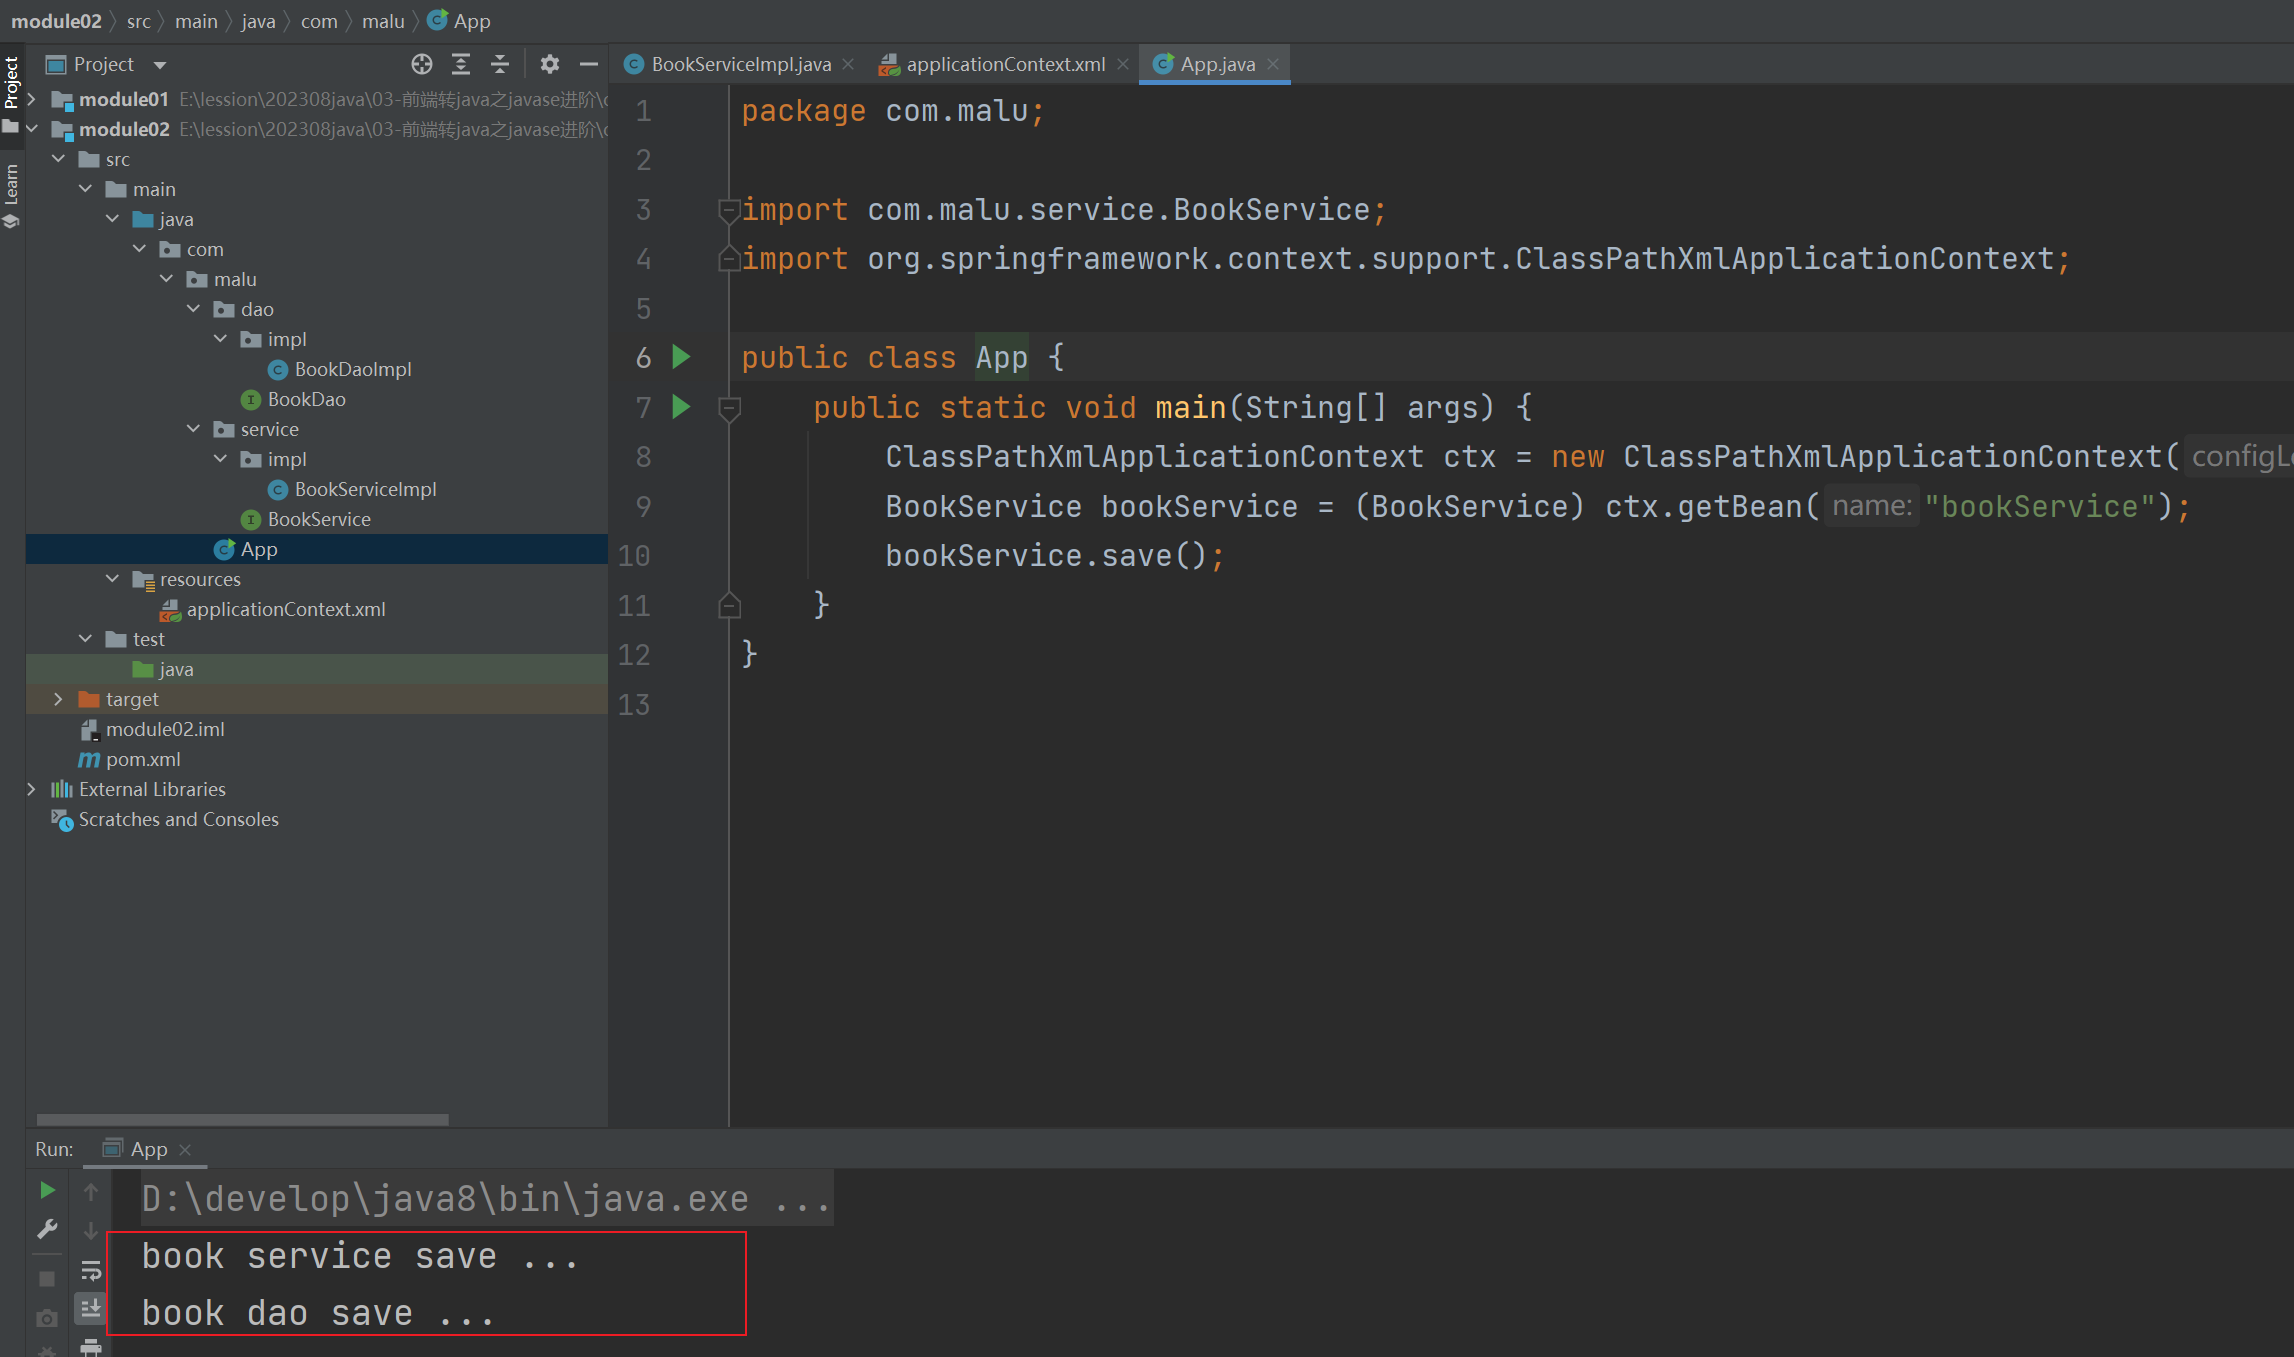 module02 src main java com malu App
Project
Learn
Project
module01 E:\lession\202308java\03-前端转java之javase进阶\
module02 E:\lession\202308java\03-前端转java之javase进阶\
src
main
java
com
malu
dao
impl
BookDaoImpl
BookDao
service
impl
BookServiceImpl
BookService
App
resources
applicationContext.xml
test
java
target
module02.iml
pom.xml
External Libraries
Scratches and Consoles
BookServiceImpl.java applicationContext.xml App.java
1 package com.malu;
2
3 import com.malu.service.BookService;
4 import org.springframework.context.support.ClassPathXmlApplicationContext;
5
6 public class App {
7 public static void main(String[] args) {
8 ClassPathXmlApplicationContext ctx = new ClassPathXmlApplicationContext(
9 BookService bookService = (BookService) ctx.getBean( name: "bookService");
10 bookService.save();
11 }
12 }
13
Run: App
D:\develop\java8\bin\java.exe ...
book service save ...
book dao save ...